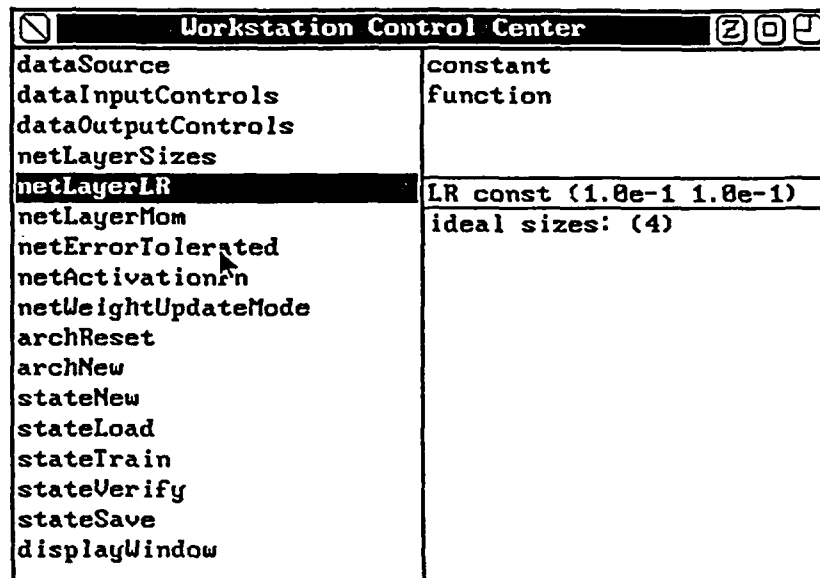 Workstation Control Center
dataSource
dataInputControls
dataOutputControls
netLayerSizes
netLayerLR
netLayerMom
netErrorTolerated
netActivationFn
netWeightUpdateMode
archReset
archNew
stateNew
stateLoad
stateTrain
stateVerify
stateSave
displayWindow
constant
function
LR const (1.0e-1 1.0e-1)
ideal sizes: (4)